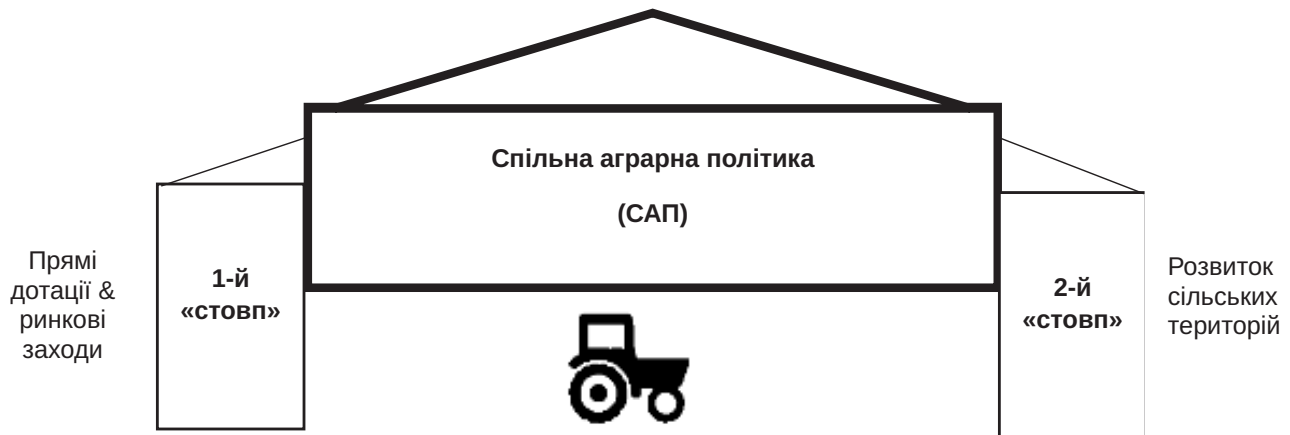 Спільна аграрна політика
(САП)
Прямі
дотації &
ринкові
заходи
1-й
«стовп»
2-й
«стовп»
Розвиток
сільських
територій